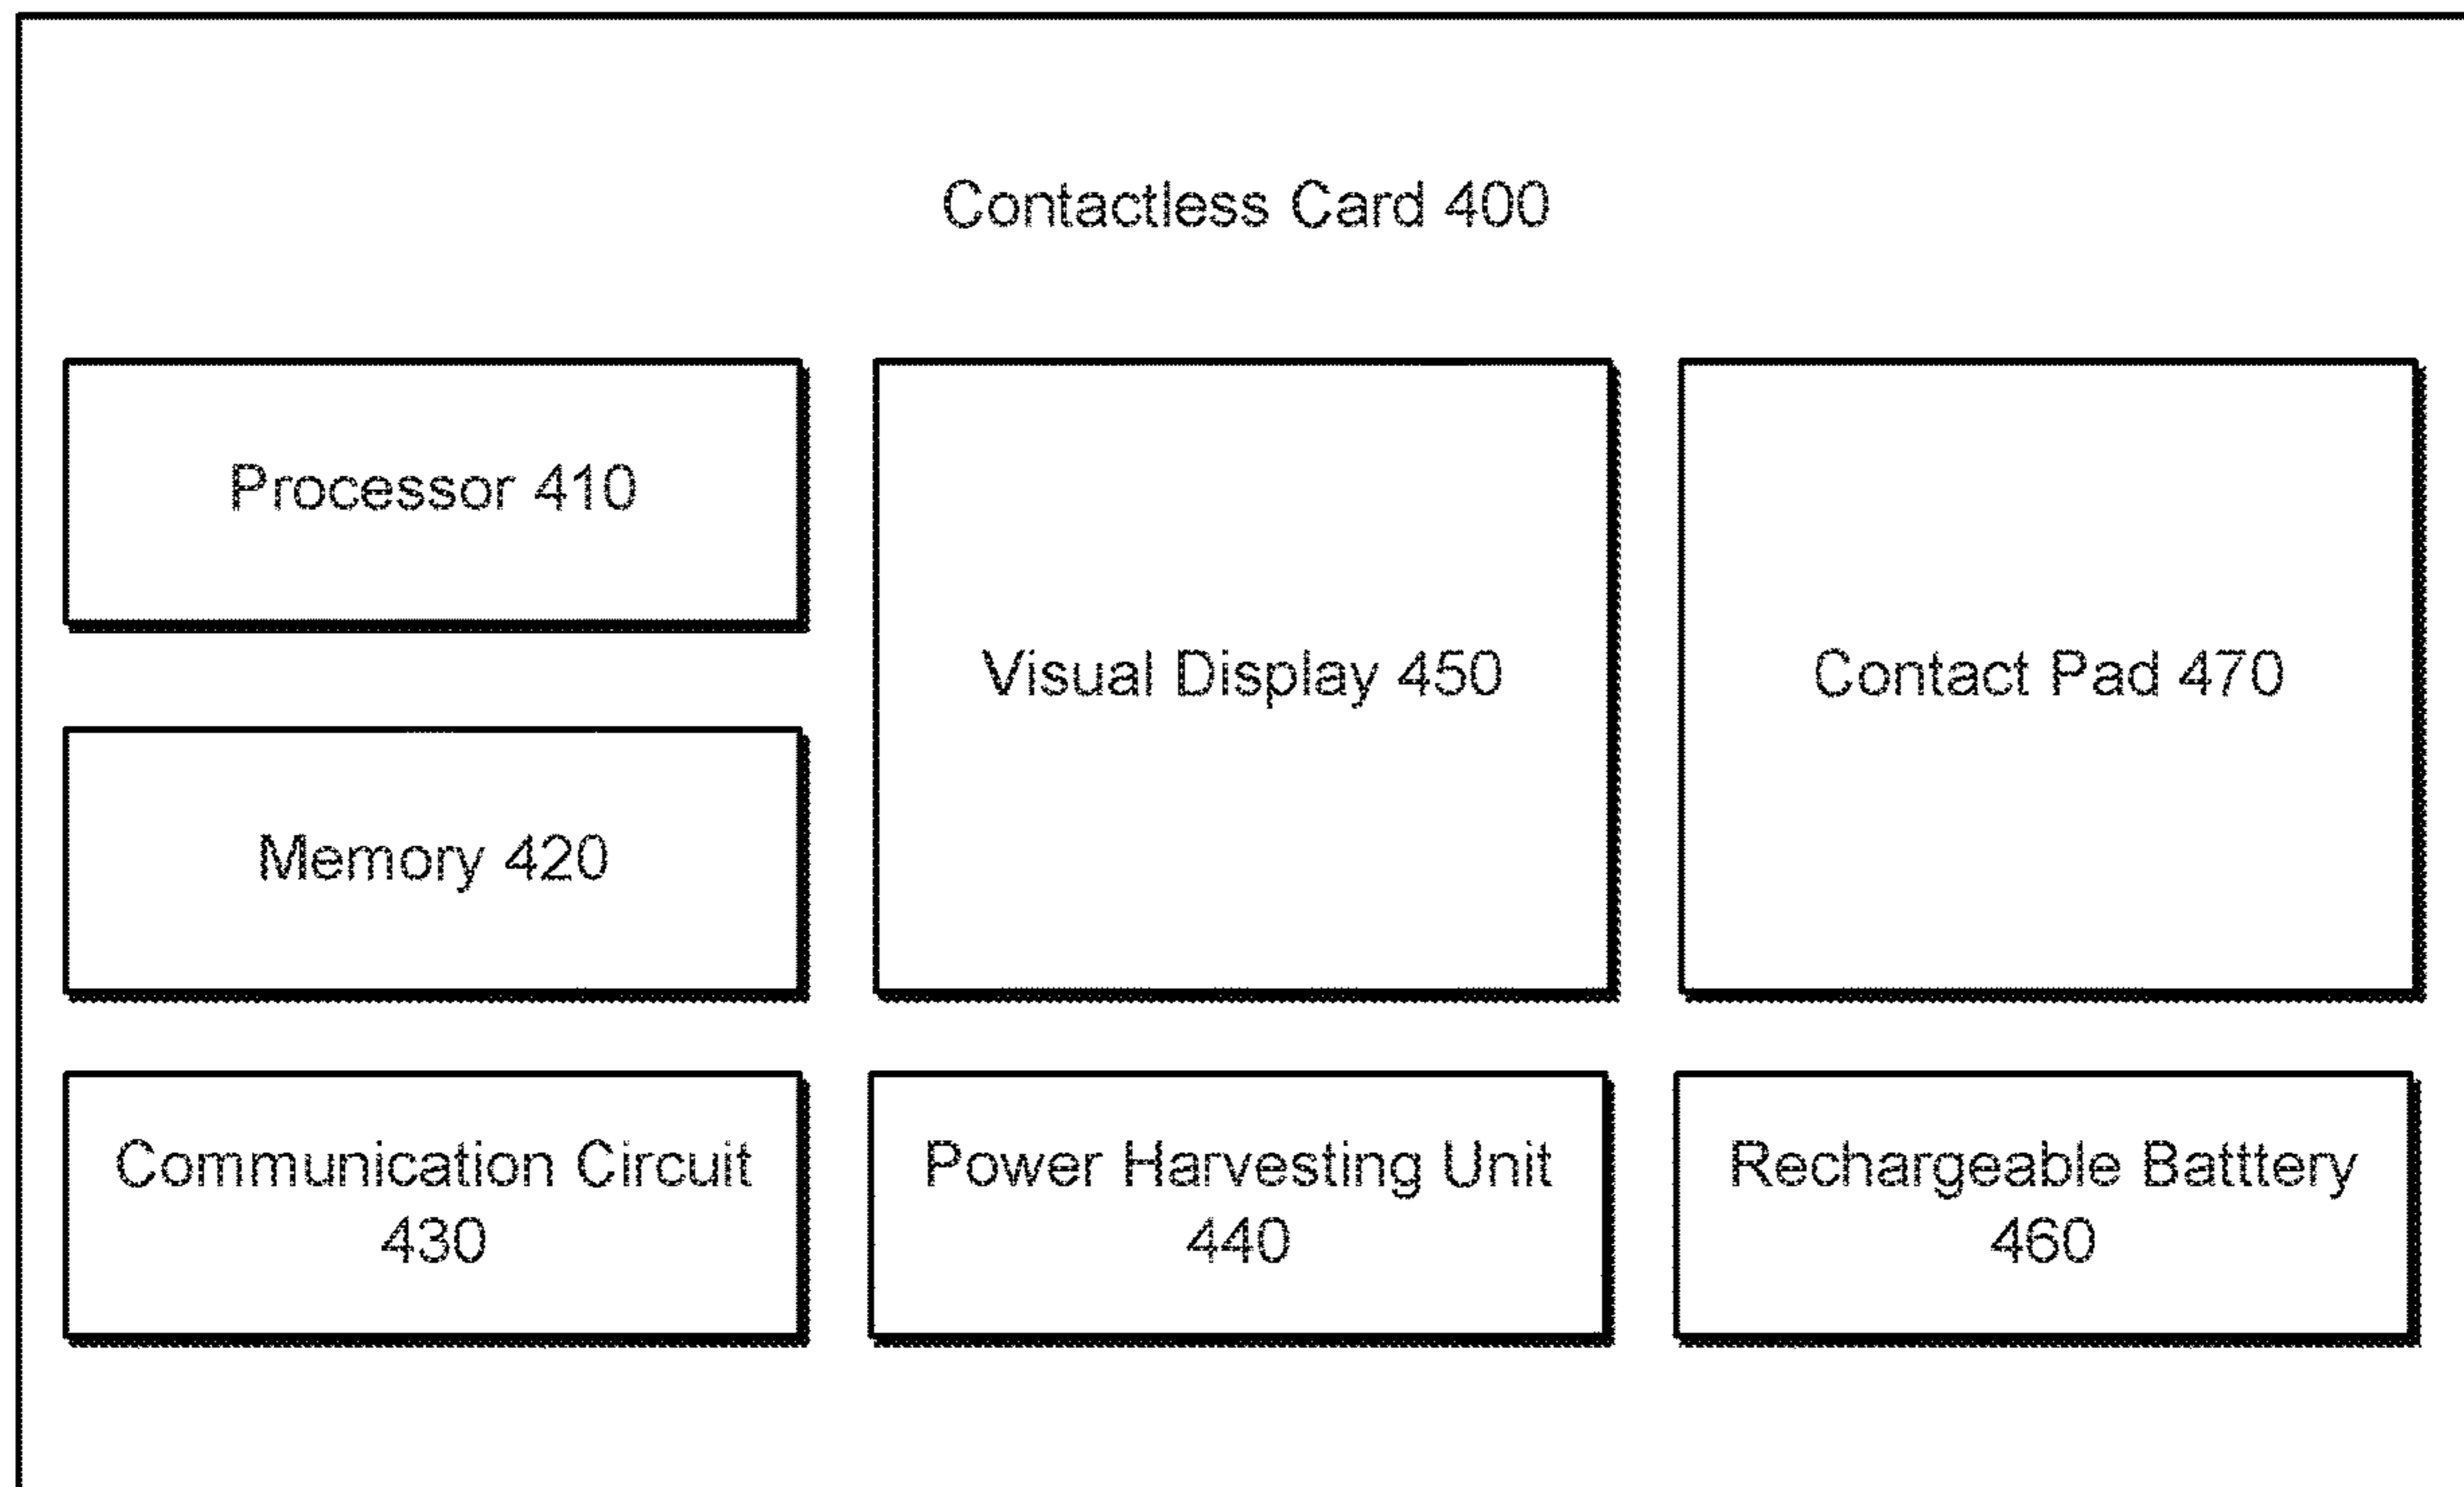 Contactless Card 400
Processor 410
Visual Display 450
Contact Pad 470
Memory 420
Communication Circuit
430
Power Harvesting Unit
440
Rechargeable Batttery
460